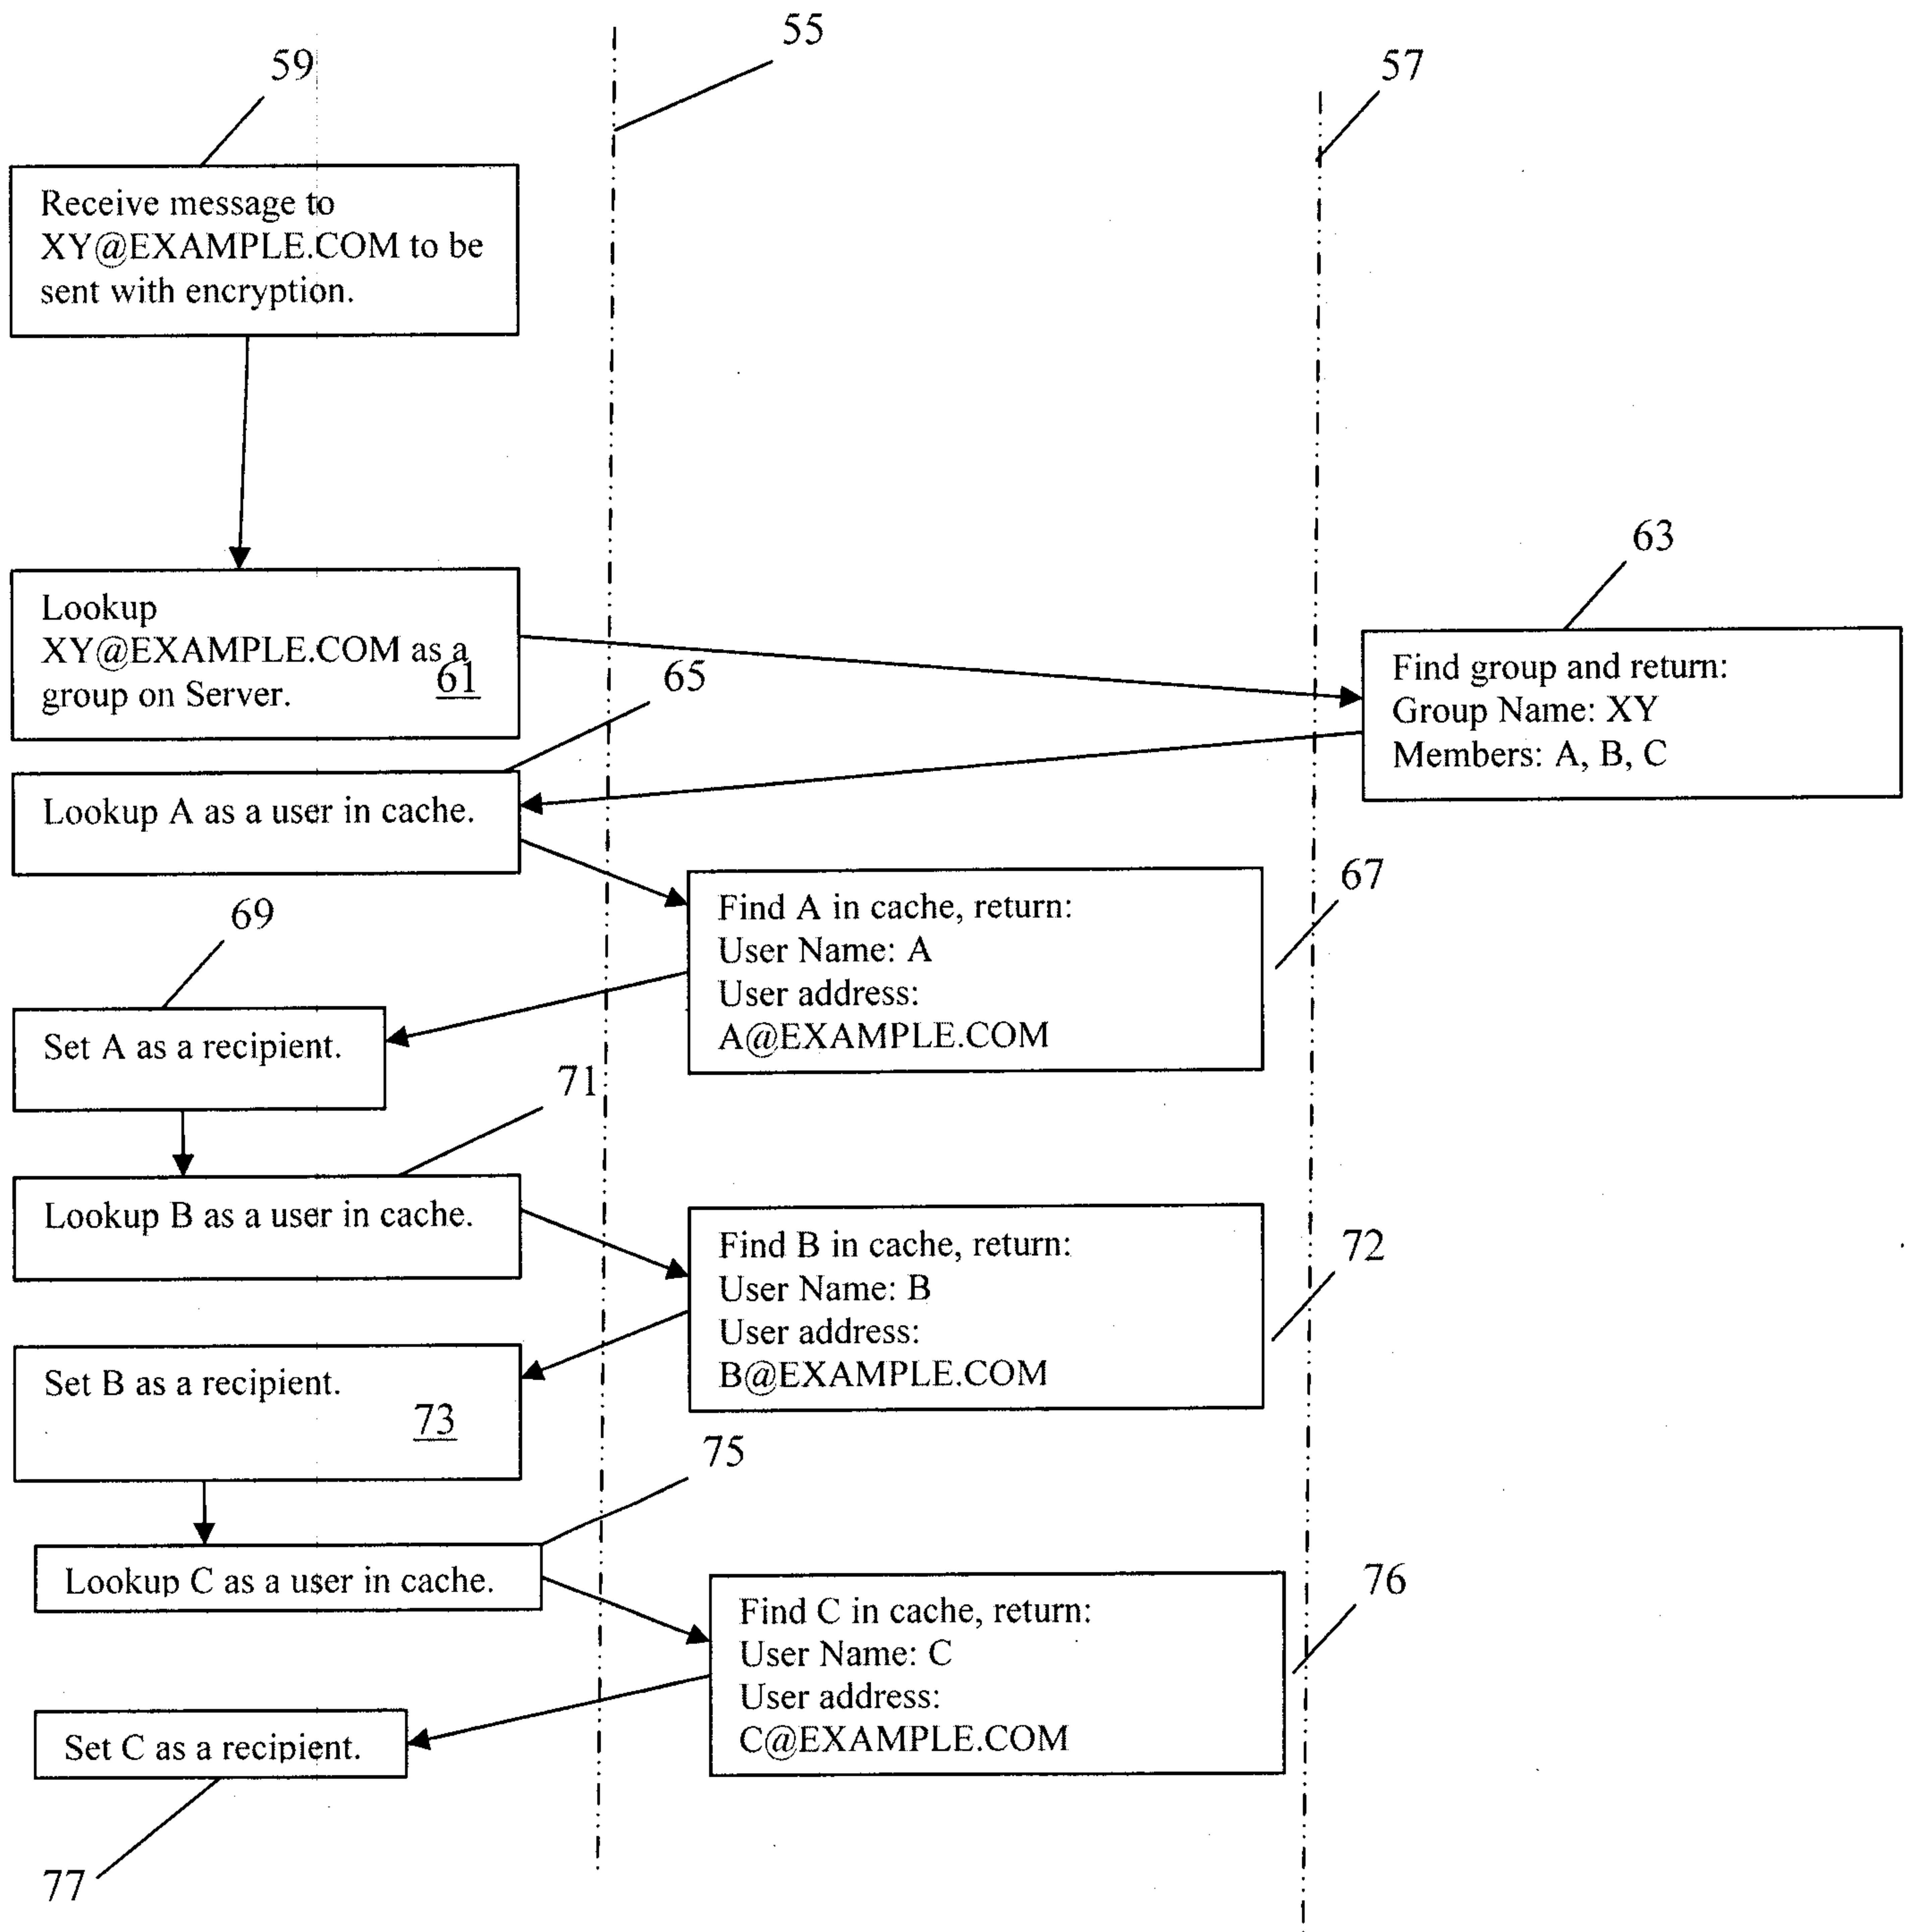 55
59
57
Receive message to
XY@EXAMPLE.COM to be
sent with encryption.
63
Lookup
XY@EXAMPLE.COM as a
group on Server.
61
65
Find group and return:
Group Name: XY
Members: A, B, C
Lookup A as a user in cache.
67
Find A in cache, return:
User Name: A
User address:
A@EXAMPLE.COM
69
Set A as a recipient.
71
Lookup B as a user in cache.
72
Find B in cache, return:
User Name: B
User address:
B@EXAMPLE.COM
Set B as a recipient.
73
75
Lookup C as a user in cache.
76
Find C in cache, return:
User Name: C
User address:
C@EXAMPLE.COM
Set C as a recipient.
77